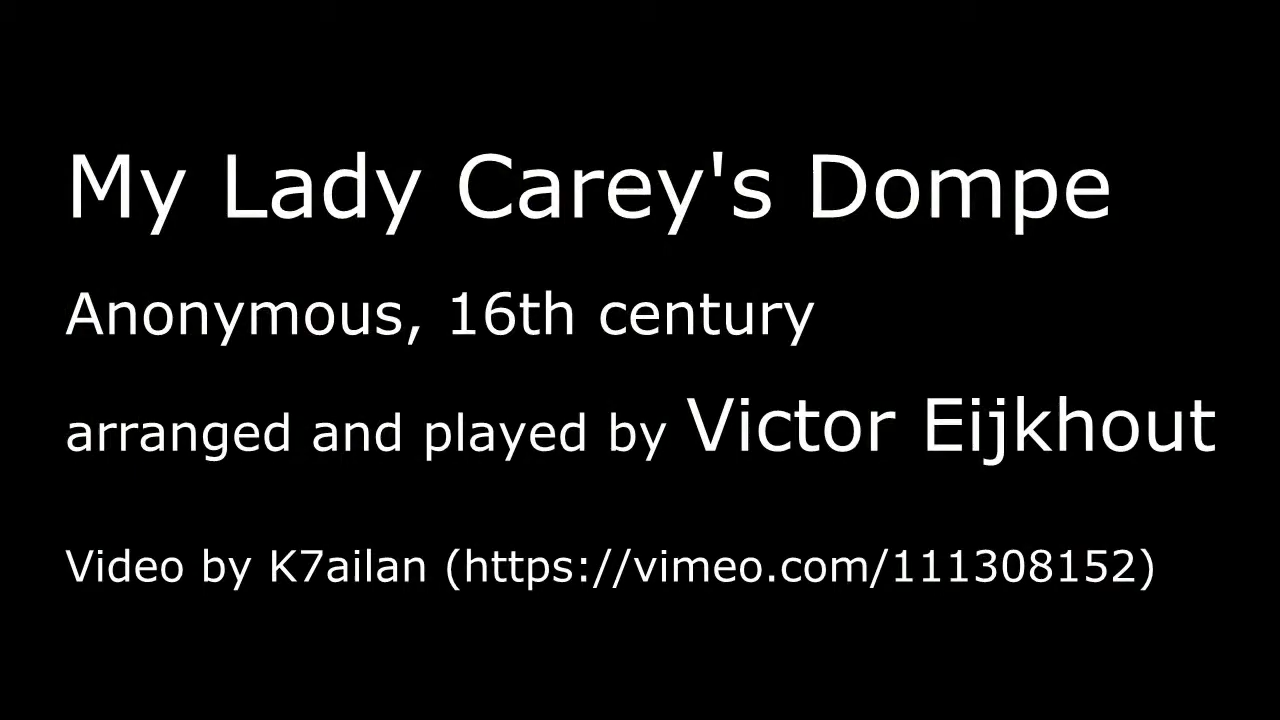 My Lady Carey's Dompe
Anonymous, 16th century
arranged and played by Victor Eijkhout
Video by K7ailan (https://vimeo.com/111308152)